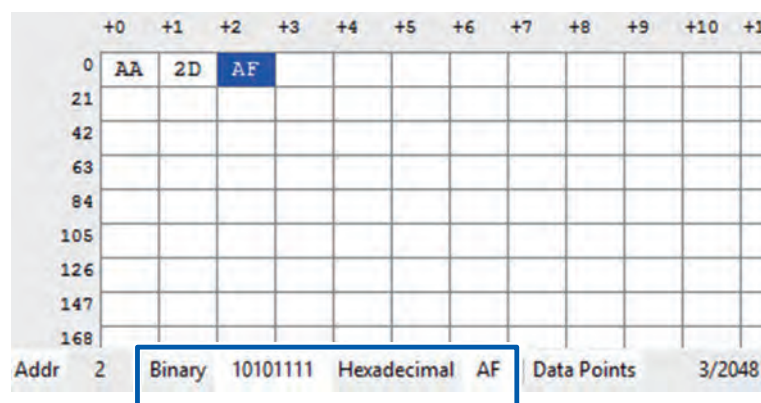 +0 +1 +2 +3 +4 +5 +6 +7 +8 +9 +10 +1
0 AA 2D AF
21
42
63
84
105
126
147
168
Addr 2 Binary 10101111 Hexadecimal AF Data Points 3/2048